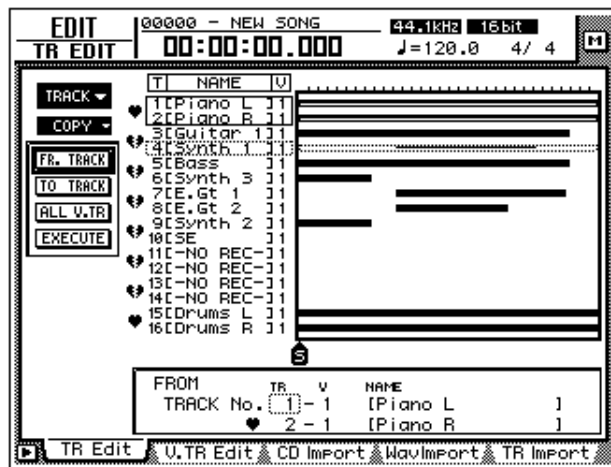 EDIT
TR EDIT
00000 - NEW SONG
00:00:00.000
44.1kHz 16bit
♩=120.0 4/ 4
M
TRACK
COPY
FR. TRACK
TO TRACK
ALL V.TR
EXECUTE
T NAME V
1[Piano L ]1
2[Piano R ]1
3[Guitar 1]1
4[Synth 1 ]1
5[Bass ]1
6[Synth 3 ]1
7[E.Gt 1 ]1
8[E.Gt 2 ]1
9[Synth 2 ]1
10[SE ]1
11[-NO REC-]1
12[-NO REC-]1
13[-NO REC-]1
14[-NO REC-]1
15[Drums L ]1
16[Drums R ]1
S
FROM TR V NAME
TRACK No. 1 - 1 [Piano L ]
2 - 1 [Piano R ]
TR Edit V.TR Edit CD Import WavImport TR Import